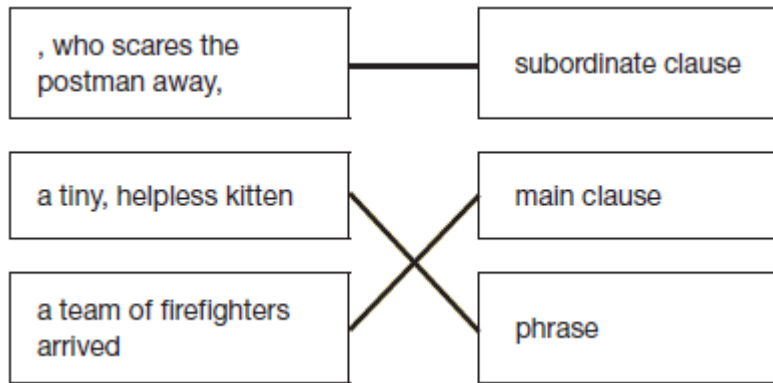 , who scares the
postman away,
subordinate clause
a tiny, helpless kitten
main clause
a team of firefighters
arrived
phrase